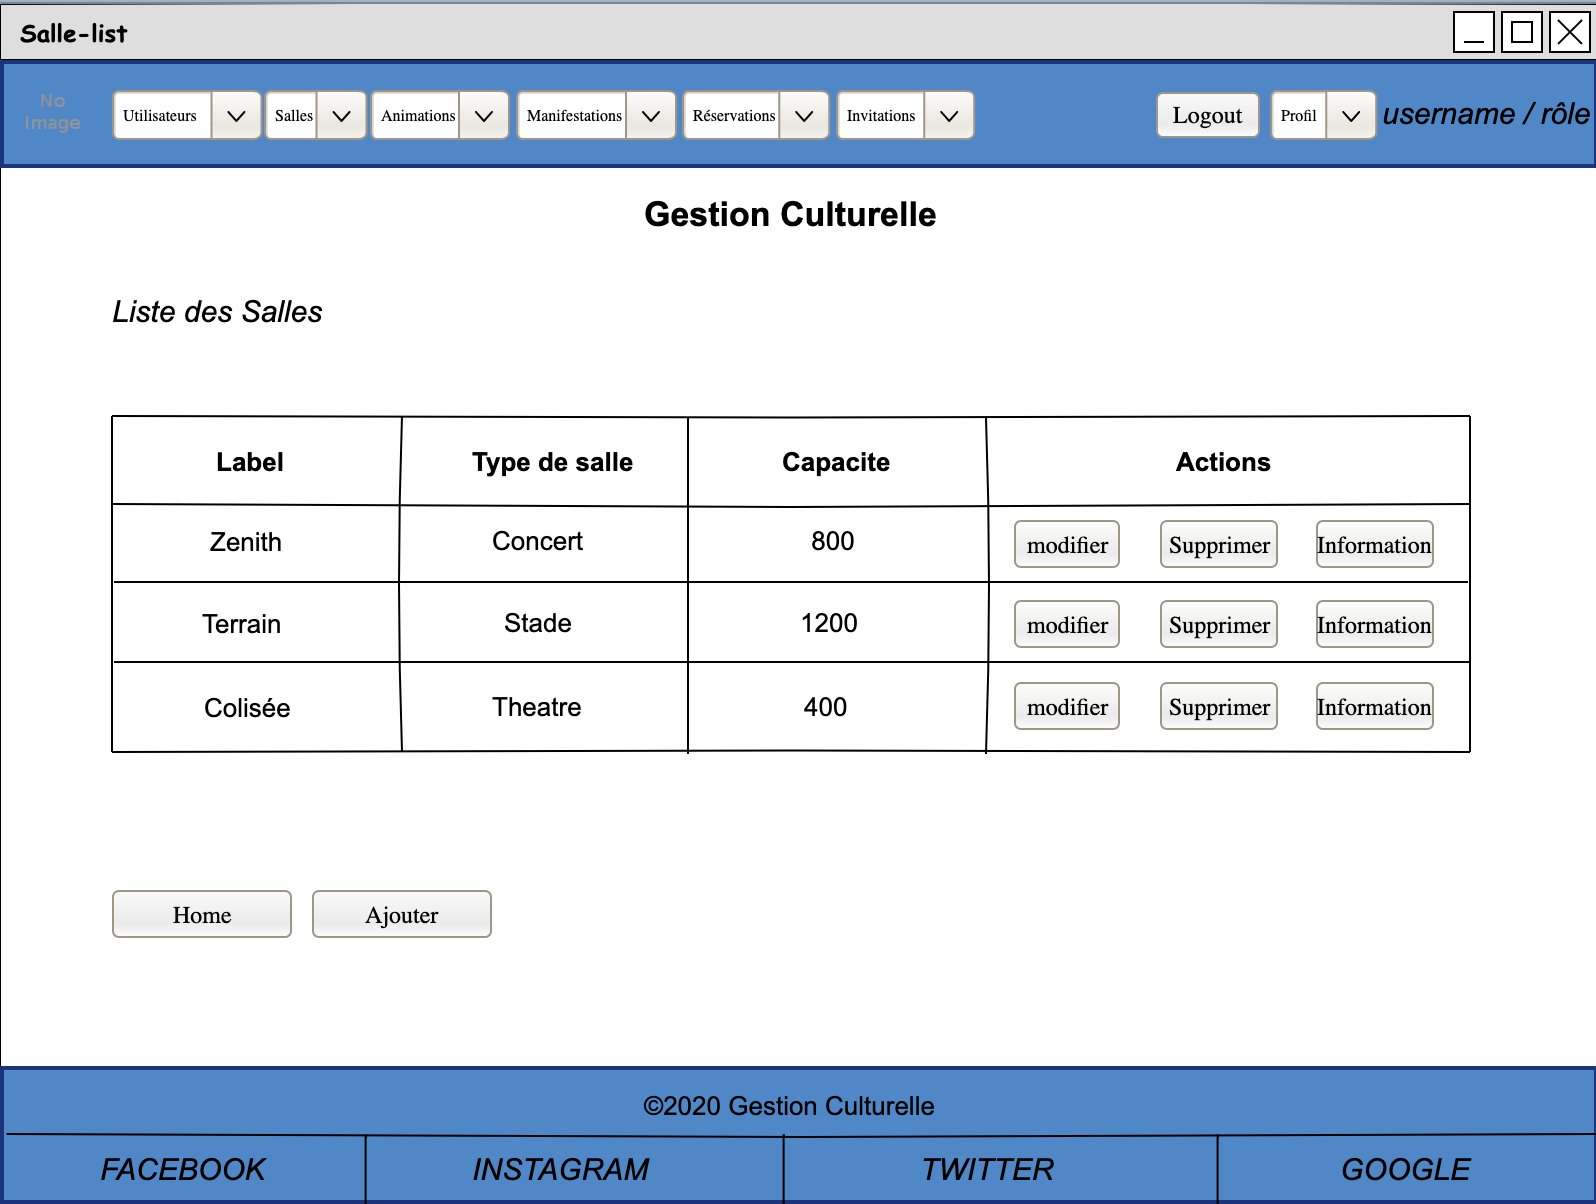 Salle-list
No
Image
Utilisateurs Salles Animations Manifestations Réservations Invitations Logout Profil username / rôle
Gestion Culturelle
Liste des Salles
Label Type de salle Capacite Actions
Zenith Concert 800 modifier Supprimer Information
Terrain Stade 1200 modifier Supprimer Information
Colisée Theatre 400 modifier Supprimer Information
Home Ajouter
©2020 Gestion Culturelle
FACEBOOK INSTAGRAM TWITTER GOOGLE